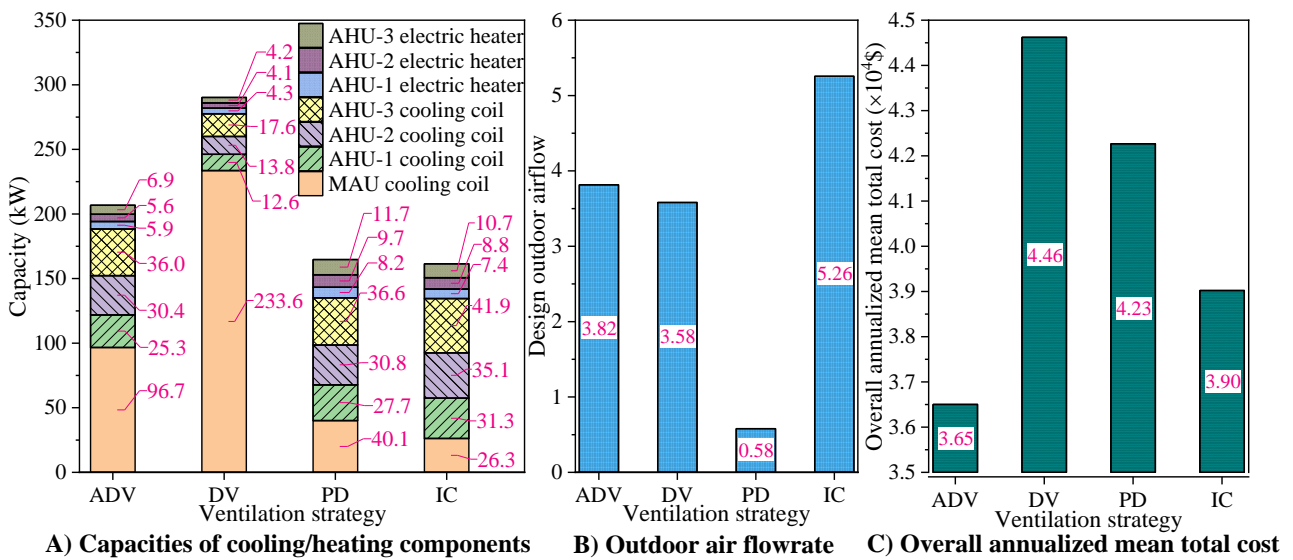 350
300
250
200
150
100
50
0
Capacity (kW)
AHU-3 electric heater
AHU-2 electric heater
AHU-1 electric heater
AHU-3 cooling coil
AHU-2 cooling coil
AHU-1 cooling coil
MAU cooling coil
6.9
5.6
5.9
36.0
30.4
25.3
96.7
4.2
4.1
4.3
17.6
13.8
12.6
233.6
11.7
9.7
8.2
36.6
30.8
27.7
40.1
10.7
8.8
7.4
41.9
35.1
31.3
26.3
ADV
DV
PD
IC
Ventilation strategy
A) Capacities of cooling/heating components
6
5
4
3
2
1
0
Design outdoor airflow
3.82
3.58
0.58
5.26
ADV
DV
PD
IC
Ventilation strategy
B) Outdoor air flowrate
4.5
4.4
4.3
4.2
4.1
4.0
3.9
3.8
3.7
3.6
3.5
Overall annualized mean total cost (×10⁴$)
3.65
4.46
4.23
3.90
ADV
DV
PD
IC
Ventilation strategy
C) Overall annualized mean total cost